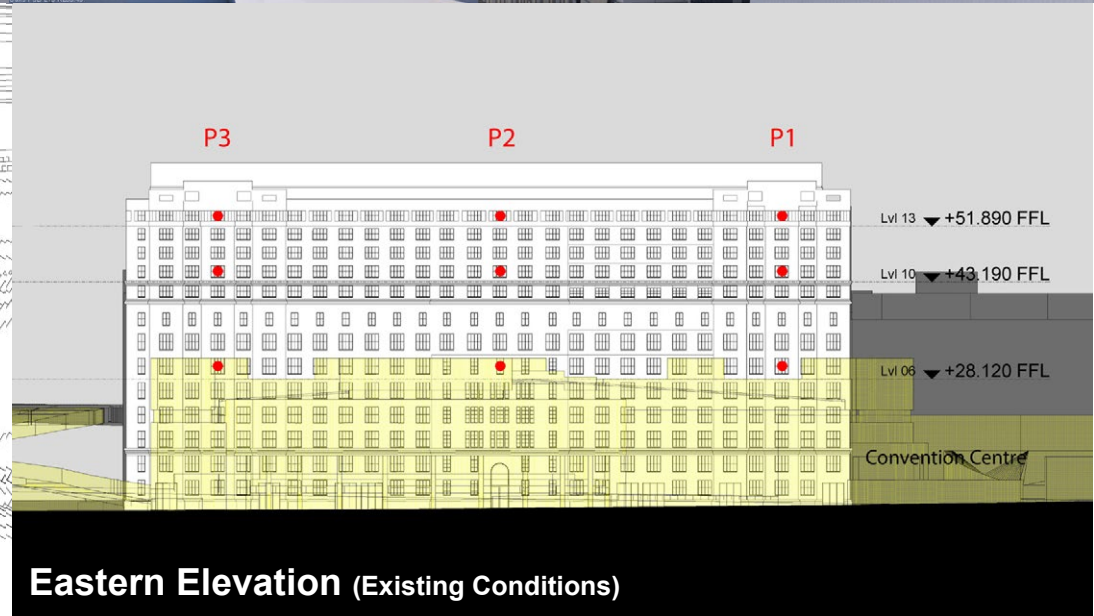 P3 P2 P1
Lvl 13 +51.890 FFL
Lvl 10 +43.190 FFL
Lvl 06 +28.120 FFL
Convention Centre
Eastern Elevation (Existing Conditions)